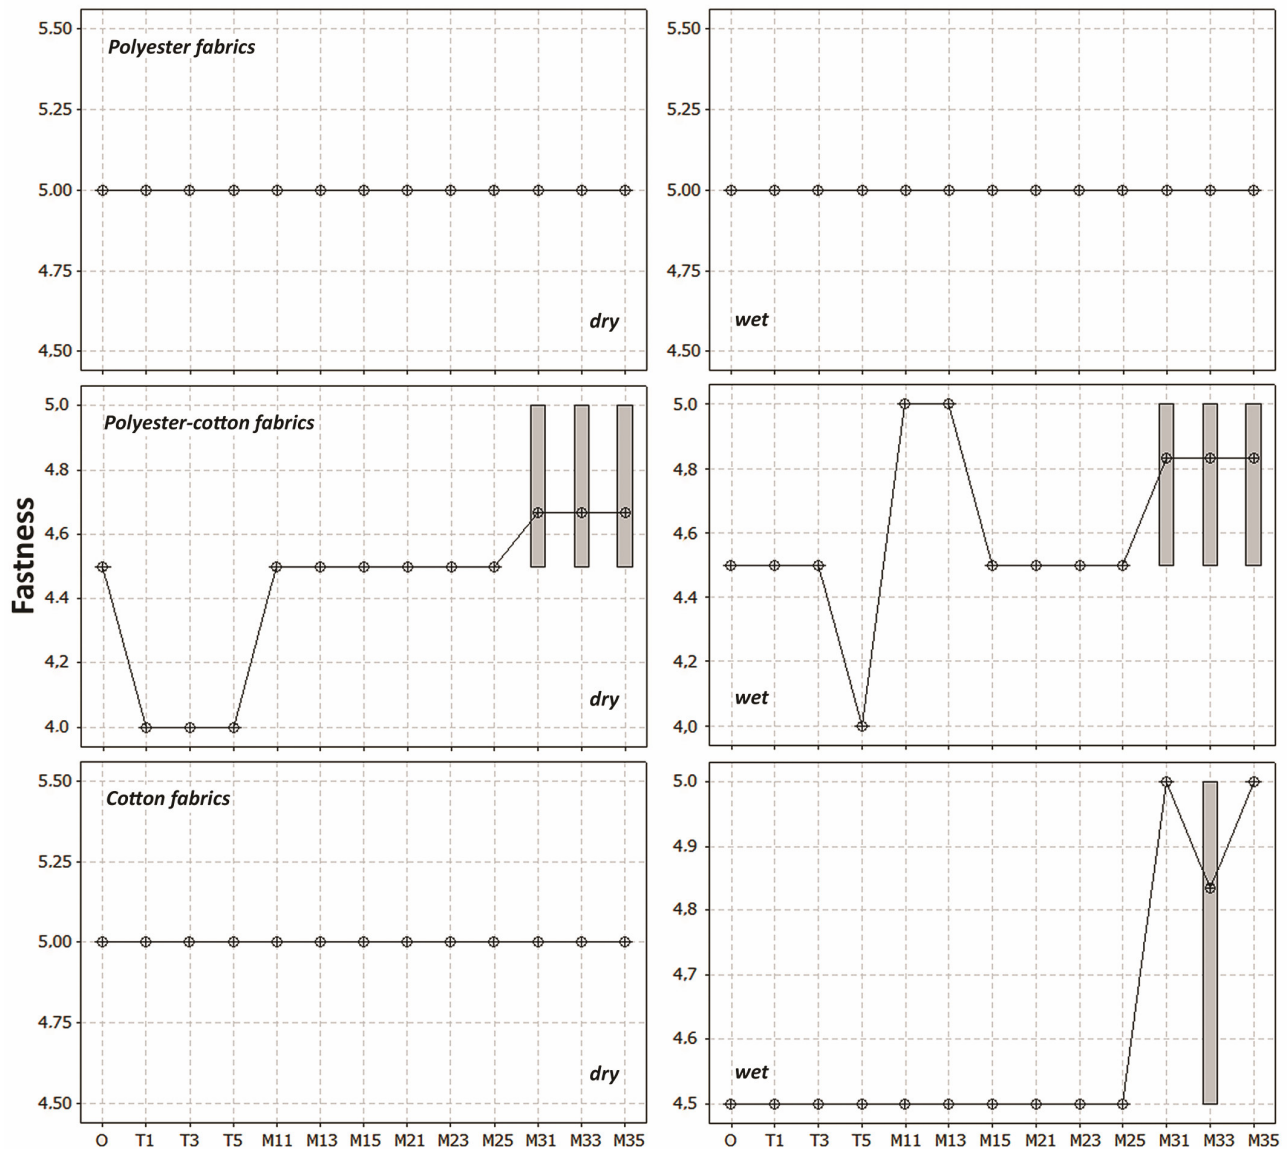 5.50
Polyester fabrics
5.25
5.00
4.75
dry
4.50
5.50
5.25
5.00
4.75
wet
4.50
Fastness
5.0
Polyester-cotton fabrics
4.8
4.6
4.4
4.2
dry
4.0
5.0
4.8
4.6
4.4
4,2
wet
4,0
5.50
Cotton fabrics
5.25
5.00
4.75
dry
4.50
O T1 T3 T5 M11 M13 M15 M21 M23 M25 M31 M33 M35
5.0
4.9
4.8
4,7
4.6
wet
4.5
O T1 T3 T5 M11 M13 M15 M21 M23 M25 M31 M33 M35